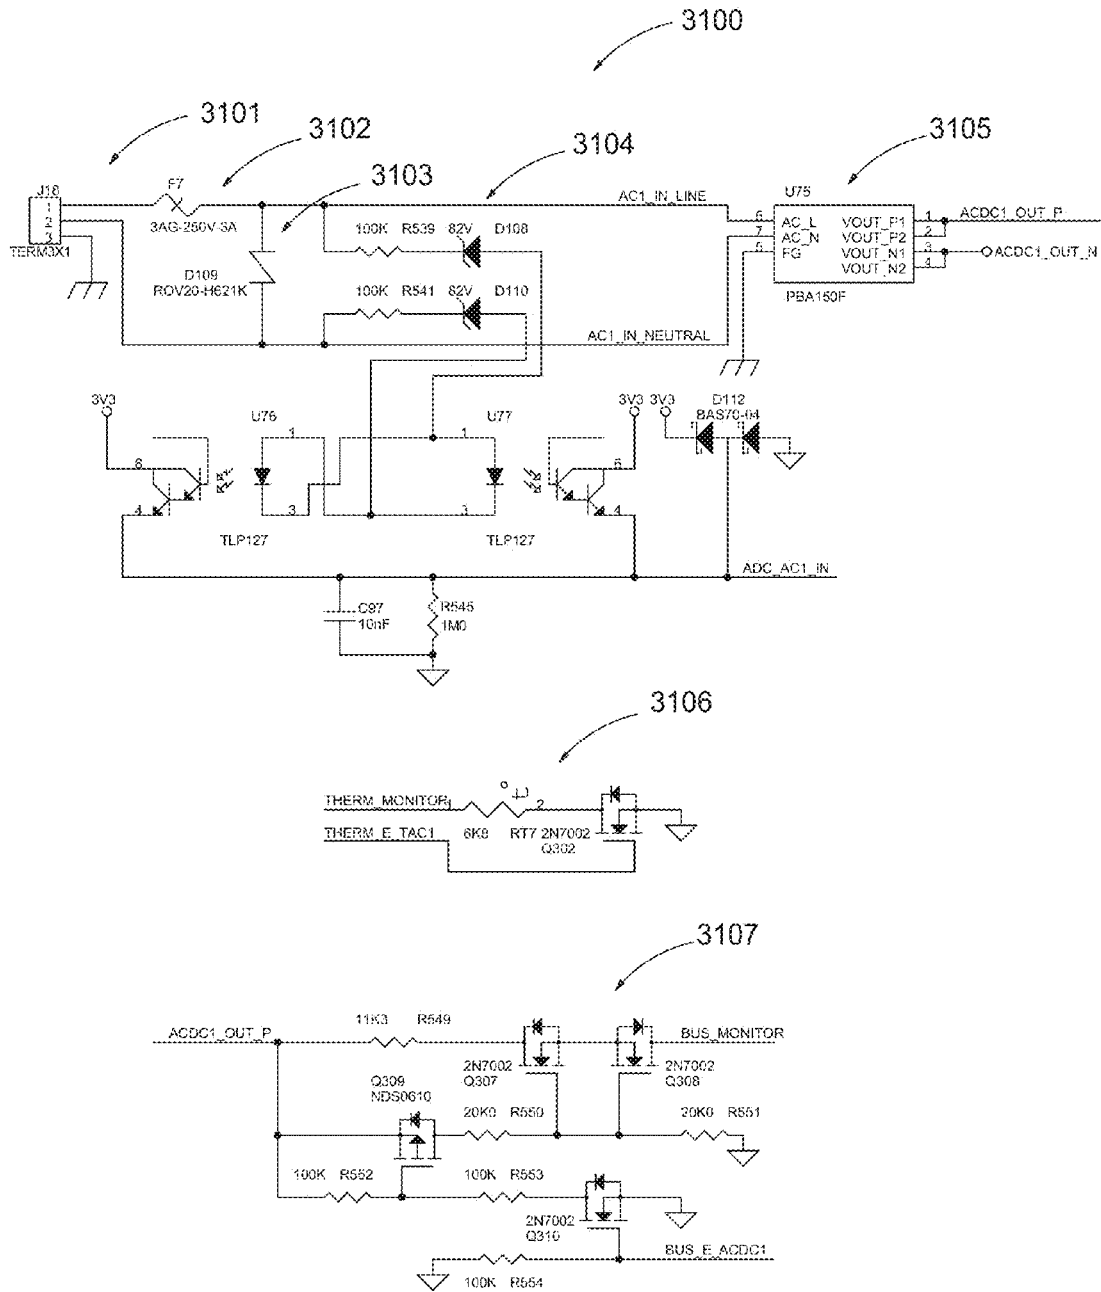 3100
3101
3102
3103
3104
3105
J18
1
2
3
TERM3X1
F7
3AG-250V-3A
D109
ROV20-H621K
100K R539 82V D108
100K R541 82V D110
AC1_IN_LINE
AC1_IN_NEUTRAL
U75
6 AC_L VOUT_P1 1
7 AC_N VOUT_P2 2
5 FG VOUT_N1 3
VOUT_N2 4
PBA150F
ACDC1_OUT_P
ACDC1_OUT_N
3V3
6
4
U76
1
3
TLP127
U77
1
3
TLP127
3V3
6
4
3V3
D112
BAS70-04
ADC_AC1_IN
C97
10nF
R545
1M0
3106
THERM_MONITOR
1
2
THERM_E_TAC1
6K8 RT7
2N7002
Q302
3107
ACDC1_OUT_P
11K3 R549
2N7002
Q307
2N7002
Q308
BUS_MONITOR
Q309
NDS0610
20K0 R550
20K0 R551
100K R552
100K R553
2N7002
Q310
BUS_E_ACDC1
100K R554